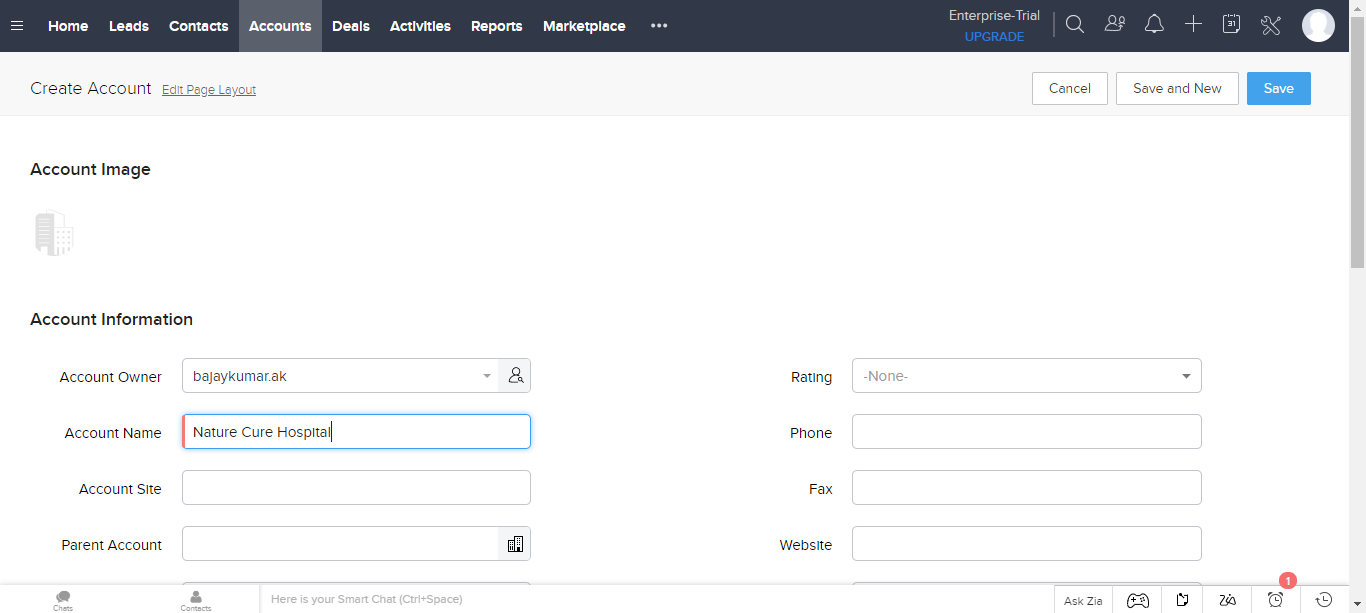 Home Leads Contacts Accounts Deals Activities Reports Marketplace
Enterprise-Trial
UPGRADE
31
Create Account Edit Page Layout
Cancel Save and New Save
Account Image
Account Information
Account Owner bajaykumar.ak
Rating -None-
Account Name Nature Cure Hospital
Phone
Account Site
Fax
Parent Account
Website
Chats
Contacts
Here is your Smart Chat (Ctrl+Space)
Ask Zia
1